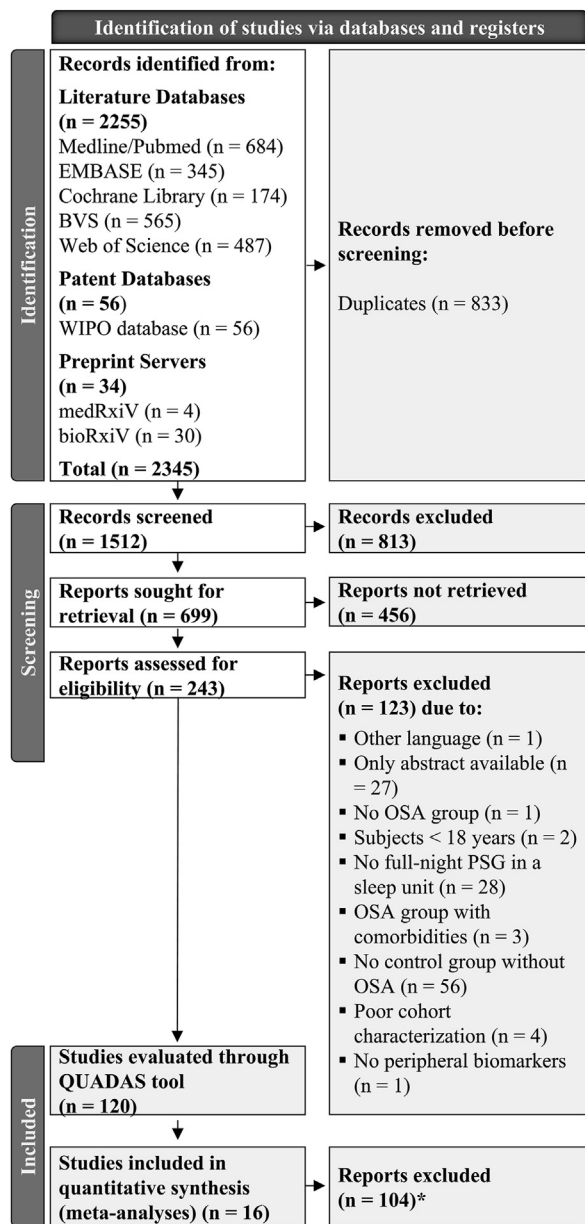 Identification of studies via databases and registers
Identification
Records identified from:
Literature Databases
(n = 2255)
Medline/Pubmed (n = 684)
EMBASE (n = 345)
Cochrane Library (n = 174)
BVS (n = 565)
Web of Science (n = 487)
Patent Databases
(n = 56)
WIPO database (n = 56)
Preprint Servers
(n = 34)
medRxiV (n = 4)
bioRxiV (n = 30)
Total (n = 2345)
Records removed before
screening:
Duplicates (n = 833)
Screening
Records screened
(n = 1512)
Records excluded
(n = 813)
Reports sought for
retrieval (n = 699)
Reports not retrieved
(n = 456)
Reports assessed for
eligibility (n = 243)
Reports excluded
(n = 123) due to:
▪ Other language (n = 1)
▪ Only abstract available (n
= 27)
▪ No OSA group (n = 1)
▪ Subjects < 18 years (n = 2)
▪ No full-night PSG in a
sleep unit (n = 28)
▪ OSA group with
comorbidities (n = 3)
▪ No control group without
OSA (n = 56)
▪ Poor cohort
characterization (n = 4)
▪ No peripheral biomarkers
(n = 1)
Included
Studies evaluated through
QUADAS tool
(n = 120)
Studies included in
quantitative synthesis
(meta-analyses) (n = 16)
Reports excluded
(n = 104)*